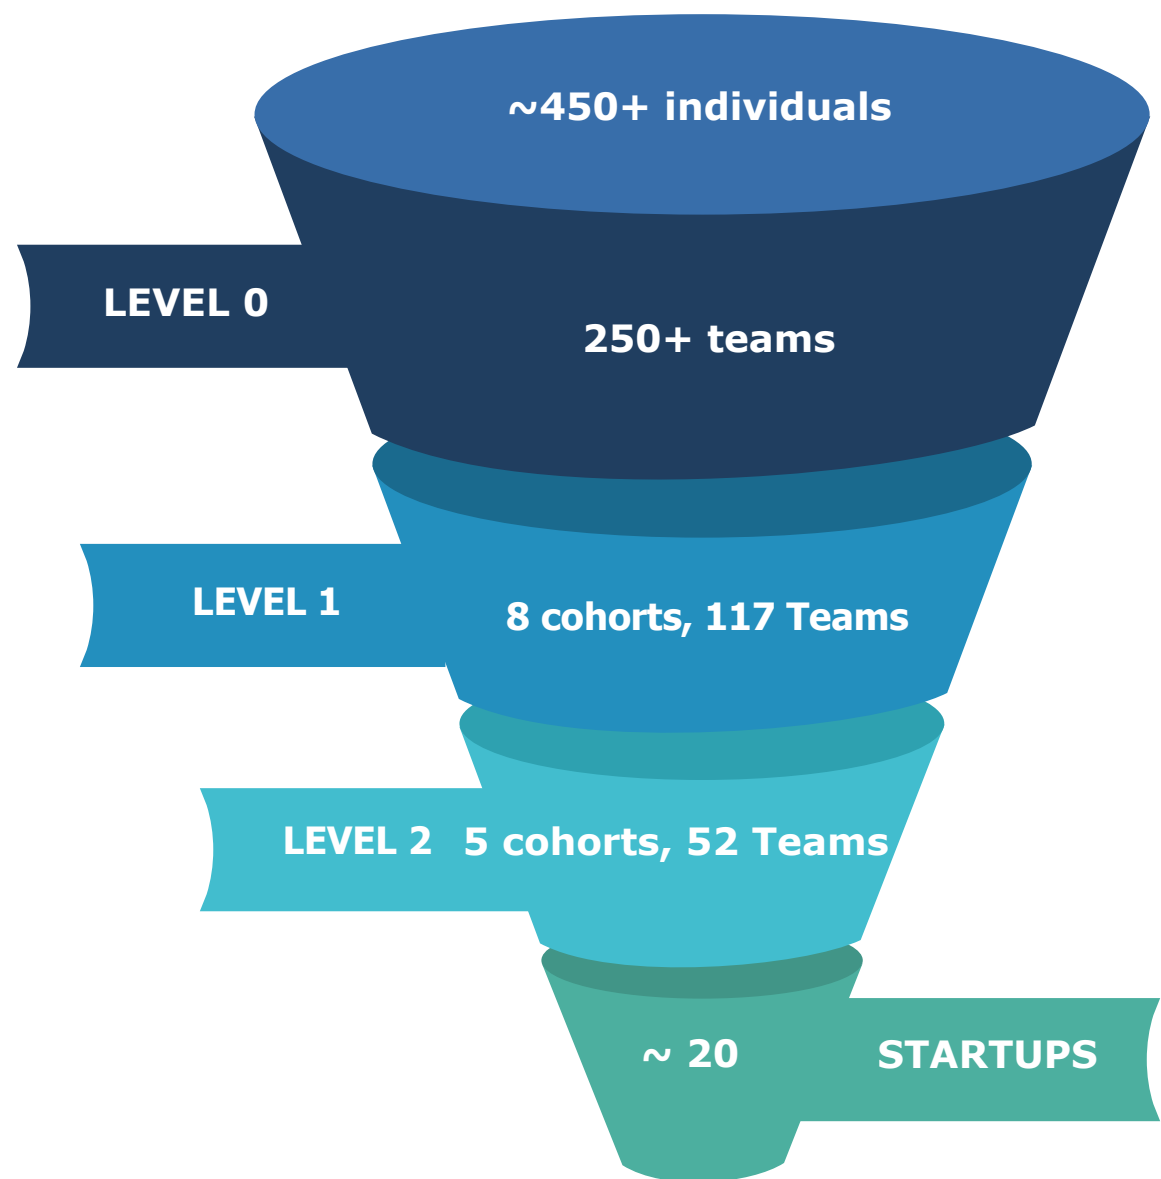 ~450+ individuals
LEVEL 0
250+ teams
LEVEL 1
8 cohorts, 117 Teams
LEVEL 2
5 cohorts, 52 Teams
~ 20
STARTUPS